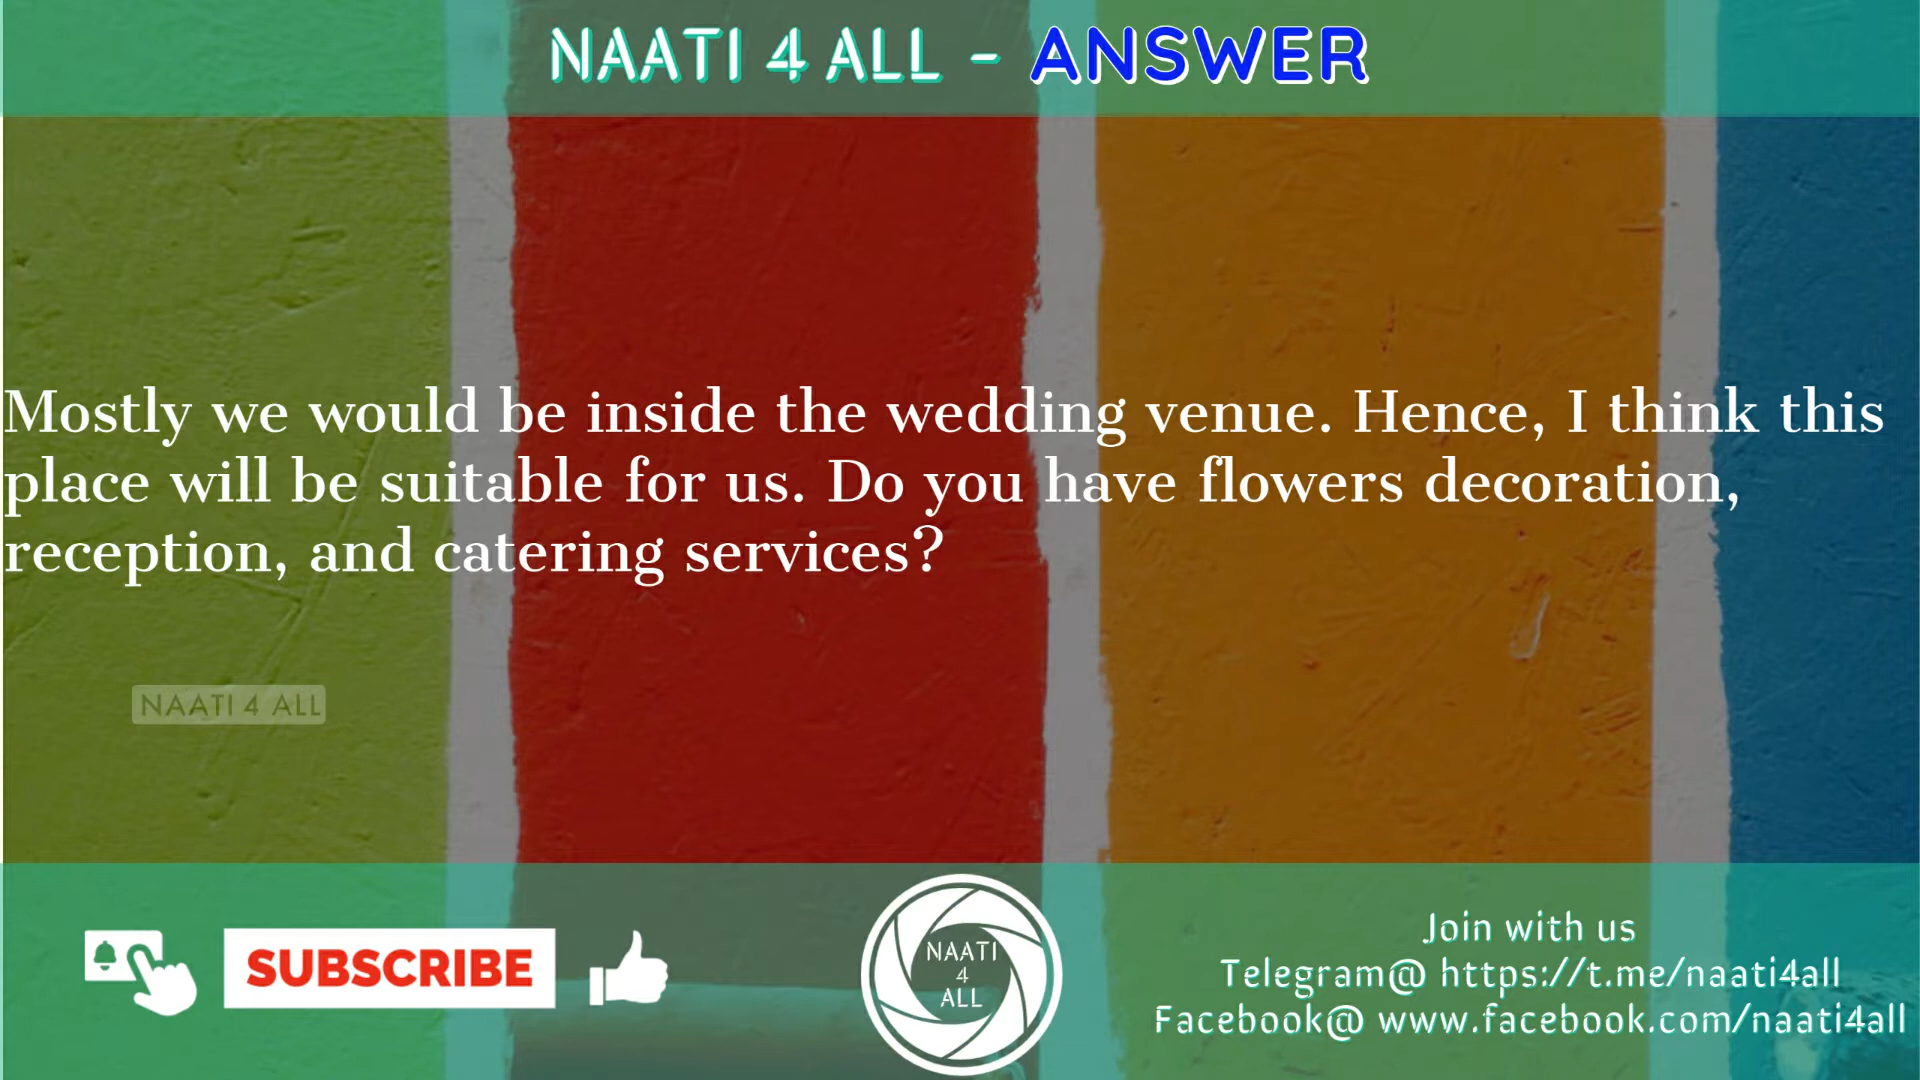 NAATI 4 ALL - ANSWER
Mostly we would be inside the wedding venue. Hence, I think this
place will be suitable for us. Do you have flowers decoration,
reception, and catering services?
NAATI 4 ALL
SUBSCRIBE
NAATI
4
ALL
Join with us
Telegram@ https://t.me/naati4all
Facebook@ www.facebook.com/naati4all